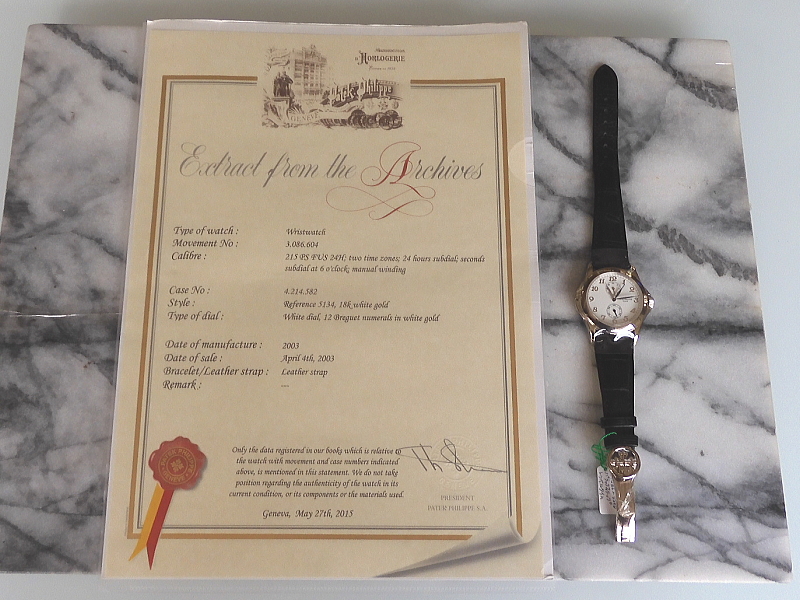 HORLOGERIE
Patek Philippe
GENEVE
Extract from the Archives
Type of watch : Wristwatch
Movement No : 3.086.604
Calibre : 215 PS FUS 24H; two time zones; 24 hours subdial; seconds
subdial at 6 o'clock; manual winding
Case No : 4.214.582
Style : Reference 5134, 18k white gold
Type of dial : White dial, 12 Breguet numerals in white gold
Date of manufacture : 2003
Date of sale : April 4th, 2003
Bracelet/Leather strap : Leather strap
Remark : ---
Only the data registered in our books which is relative to
the watch with movement and case numbers indicated
above, is mentioned in this statement. We do not take
position regarding the authenticity of the watch in its
current condition, or its components or the materials used.
Geneva, May 27th, 2015
PRÉSIDENT
PATEK PHILIPPE S.A.